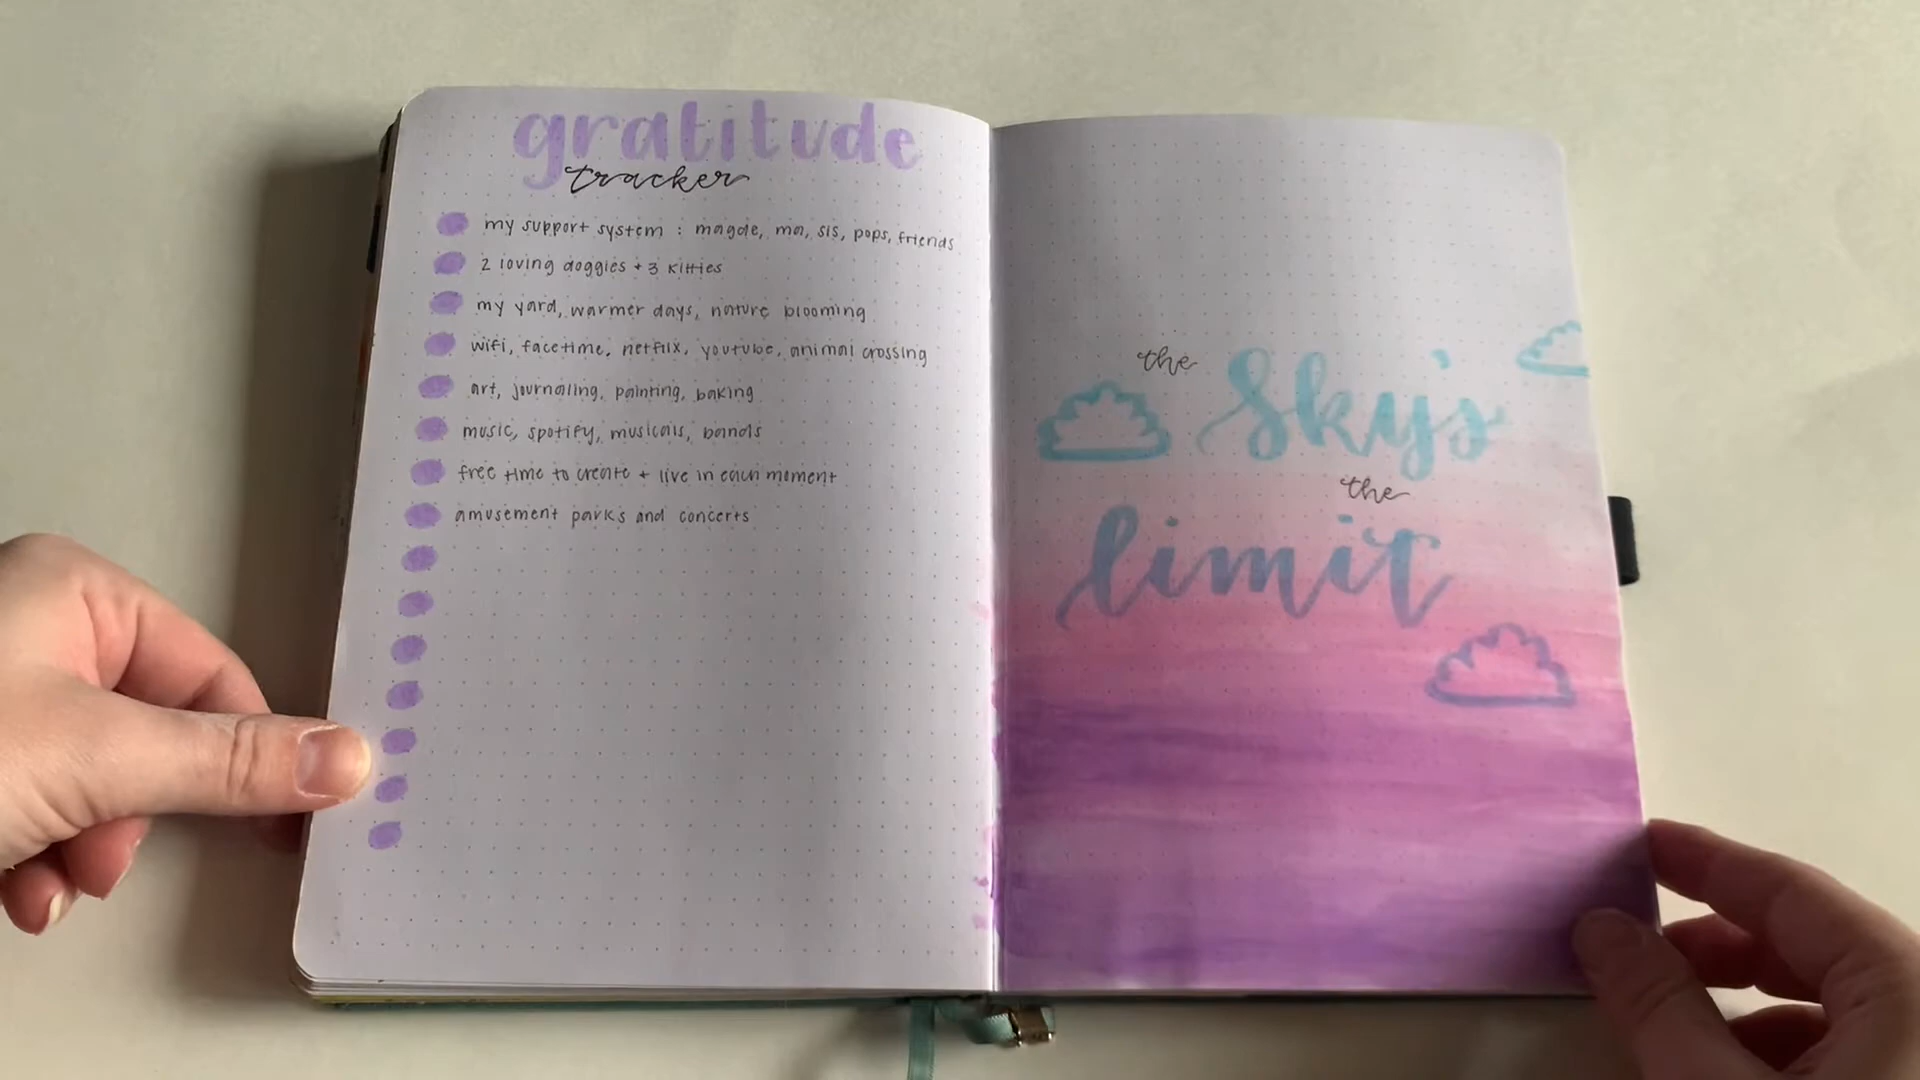 gratitude
tracker
my support system : magde, ma, sis, pops, friends
2 loving doggies + 3 kitties
my yard, warmer days, nature blooming
wifi, facetime, netflix, youtube, animal crossing
art, journaling, painting, baking
music, spotify, musicals, bands
free time to create + live in each moment
amusement parks and concerts
the
Sky's
the
limit